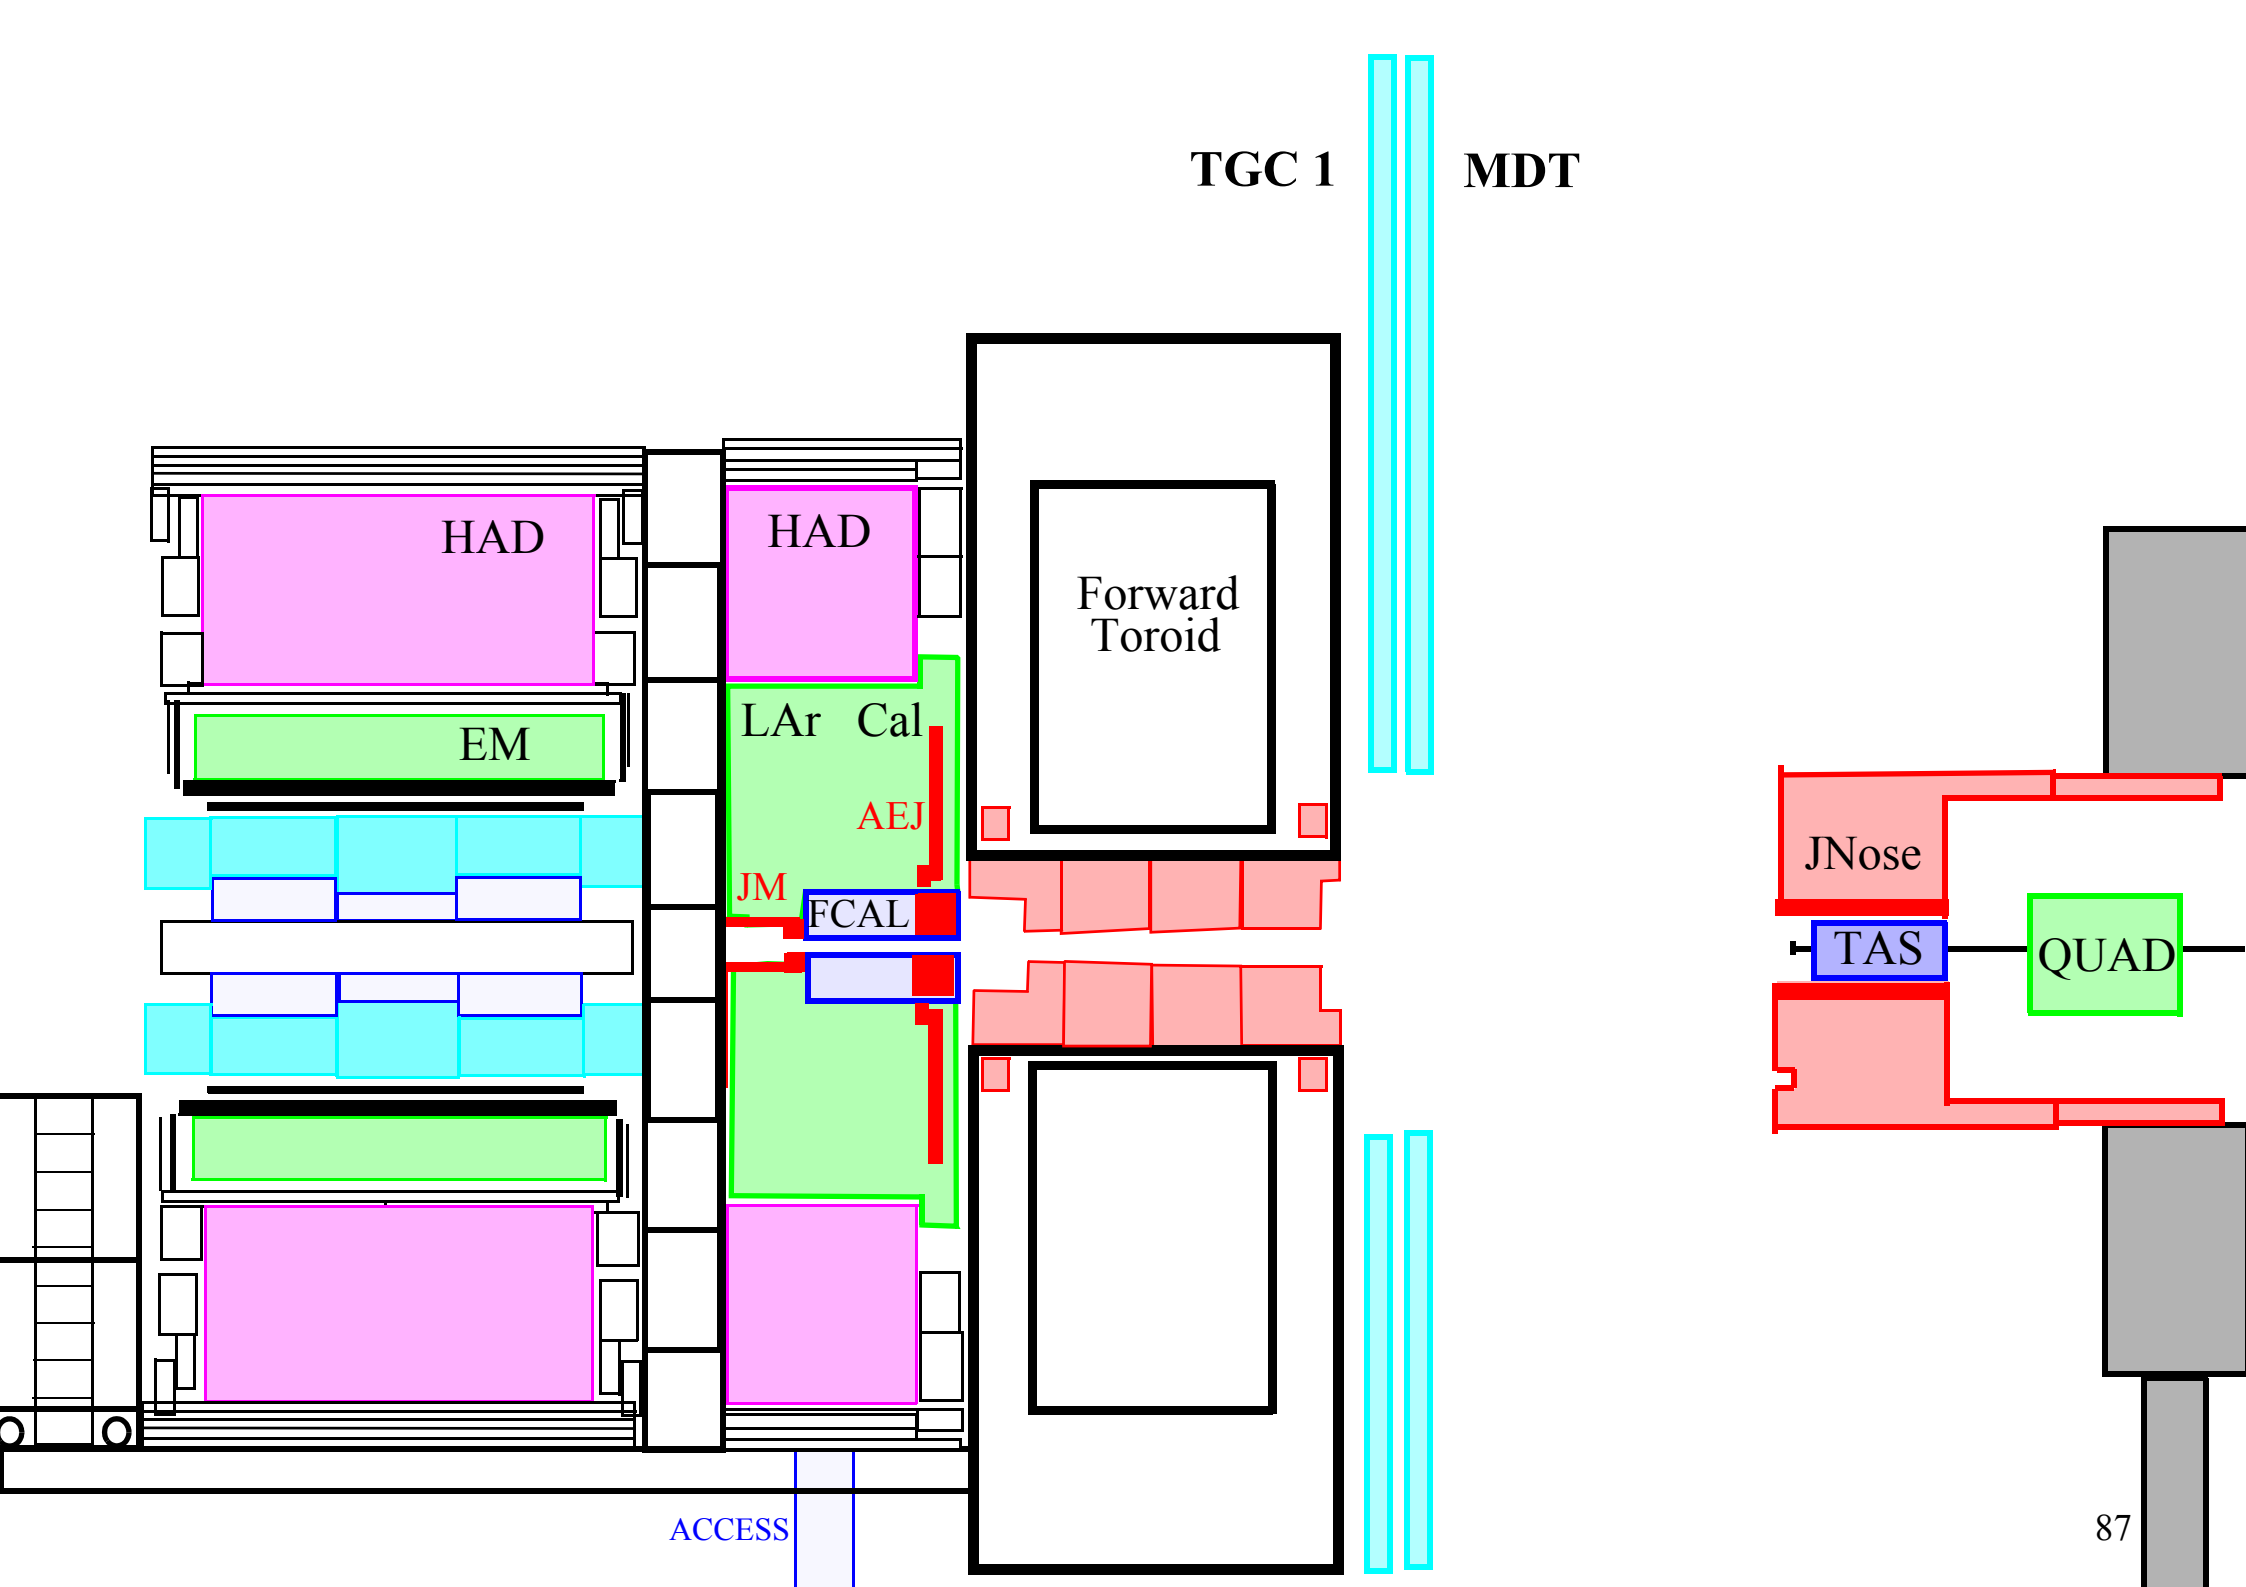 TGC 1
MDT
HAD
HAD
Forward
Toroid
LAr Cal
EM
AEJ
JNose
JM
FCAL
TAS
QUAD
ACCESS
87